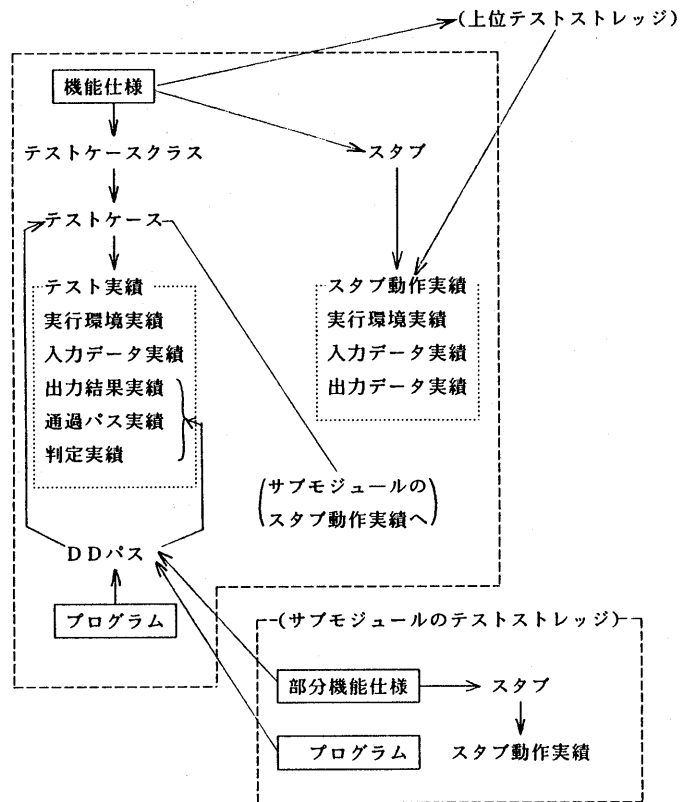 (上位テストストレッジ)
機能仕様
テストケースクラス
スタブ
テストケース
テスト実績
実行環境実績
入力データ実績
出力結果実績
通過パス実績
判定実績
スタブ動作実績
実行環境実績
入力データ実績
出力データ実績
(サブモジュールの
スタブ動作実績へ)
DDパス
プログラム
(サブモジュールのテストストレッジ)
部分機能仕様
スタブ
プログラム
スタブ動作実績